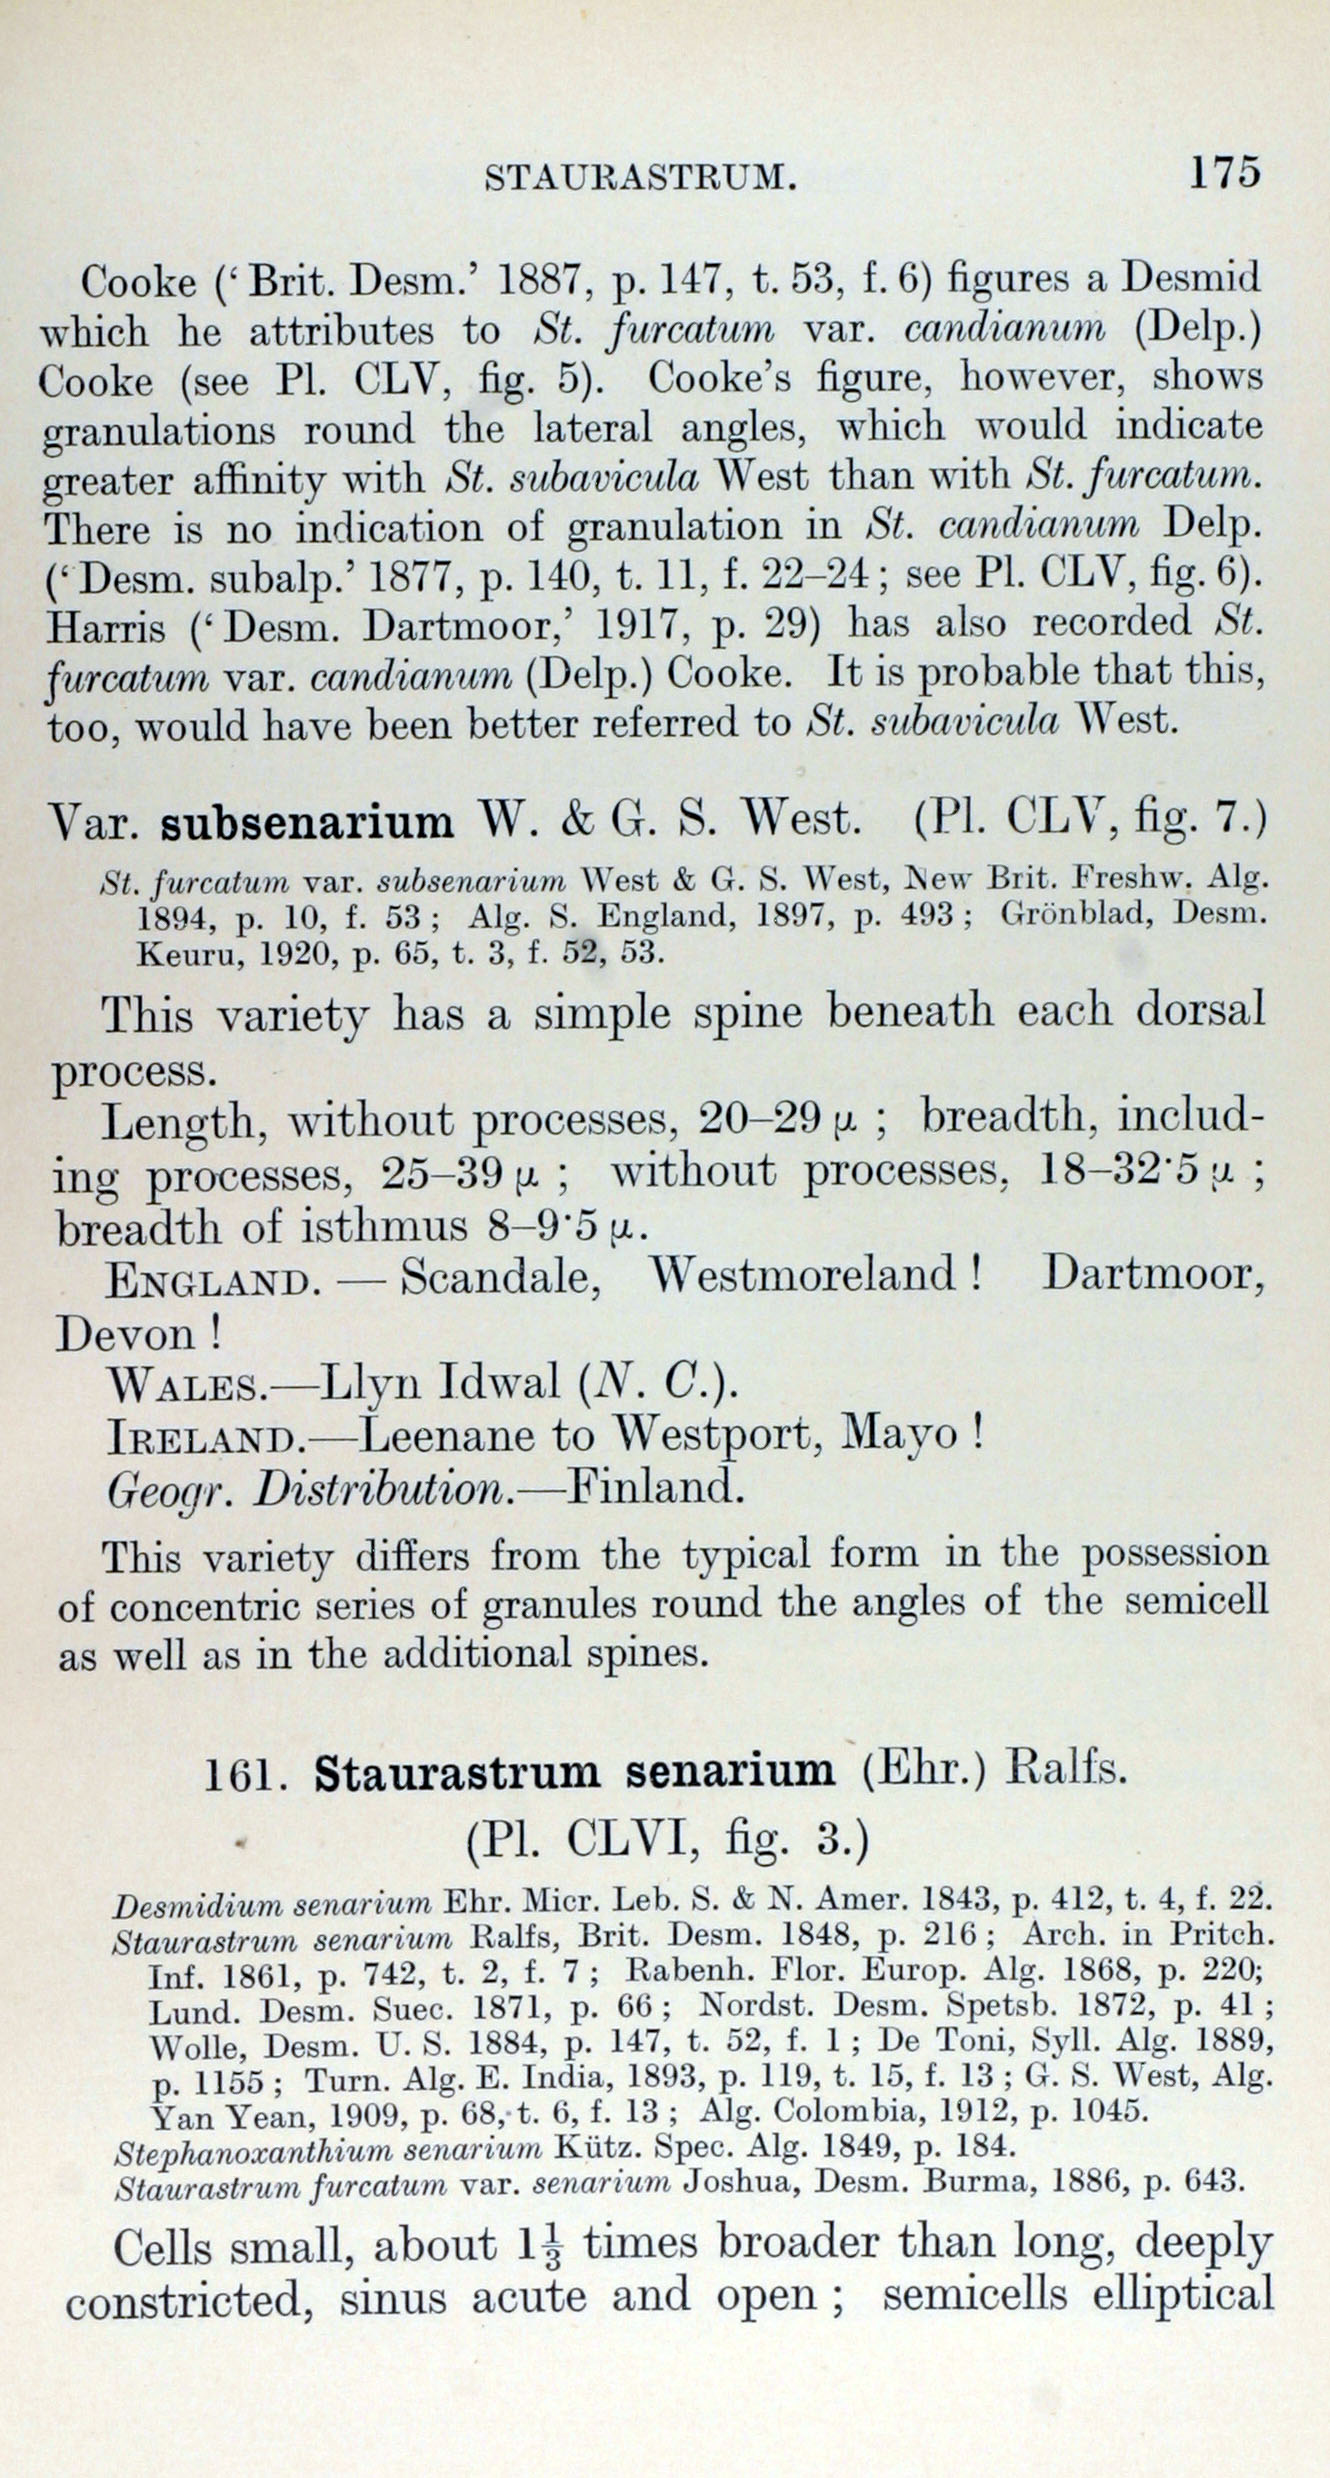 STAURASTRUM. 175
Cooke (‘Brit. Desm.’ 1887, p. 147, t. 53, f. 6) figures a Desmid
which he attributes to St. furcatum var. candianum (Delp.)
Cooke (see Pl. CLV, fig. 5). Cooke’s figure, however, shows
granulations round the lateral angles, which would indicate
greater affinity with St. subavicula West than with St. furcatum.
There is no indication of granulation in St. candianum Delp.
(‘Desm. subalp.’ 1877, p. 140, t. 11, f. 22–24; see Pl. CLV, fig. 6).
Harris (‘Desm. Dartmoor,’ 1917, p. 29) has also recorded St.
furcatum var. candianum (Delp.) Cooke. It is probable that this,
too, would have been better referred to St. subavicula West.
Var. subsenarium W. & G. S. West. (Pl. CLV, fig. 7.)
St. furcatum var. subsenarium West & G. S. West, New Brit. Freshw. Alg.
1894, p. 10, f. 53; Alg. S. England, 1897, p. 493; Grönblad, Desm.
Keuru, 1920, p. 65, t. 3, f. 52, 53.
This variety has a simple spine beneath each dorsal
process.
Length, without processes, 20–29 µ; breadth, includ-
ing processes, 25–39 µ; without processes, 18–32·5 µ;
breadth of isthmus 8–9·5 µ.
ENGLAND. — Scandale, Westmoreland! Dartmoor,
Devon!
WALES.—Llyn Idwal (N. C.).
IRELAND.—Leenane to Westport, Mayo!
Geogr. Distribution.—Finland.
This variety differs from the typical form in the possession
of concentric series of granules round the angles of the semicell
as well as in the additional spines.
161. Staurastrum senarium (Ehr.) Ralfs.
(Pl. CLVI, fig. 3.)
Desmidium senarium Ehr. Micr. Leb. S. & N. Amer. 1843, p. 412, t. 4, f. 22.
Staurastrum senarium Ralfs, Brit. Desm. 1848, p. 216; Arch. in Pritch.
Inf. 1861, p. 742, t. 2, f. 7; Rabenh. Flor. Europ. Alg. 1868, p. 220;
Lund. Desm. Suec. 1871, p. 66; Nordst. Desm. Spetsb. 1872, p. 41;
Wolle, Desm. U. S. 1884, p. 147, t. 52, f. 1; De Toni, Syll. Alg. 1889,
p. 1155; Turn. Alg. E. India, 1893, p. 119, t. 15, f. 13; G. S. West, Alg.
Yan Yean, 1909, p. 68, t. 6, f. 13; Alg. Colombia, 1912, p. 1045.
Stephanoxanthium senarium Kütz. Spec. Alg. 1849, p. 184.
Staurastrum furcatum var. senarium Joshua, Desm. Burma, 1886, p. 643.
Cells small, about 1⅓ times broader than long, deeply
constricted, sinus acute and open; semicells elliptical